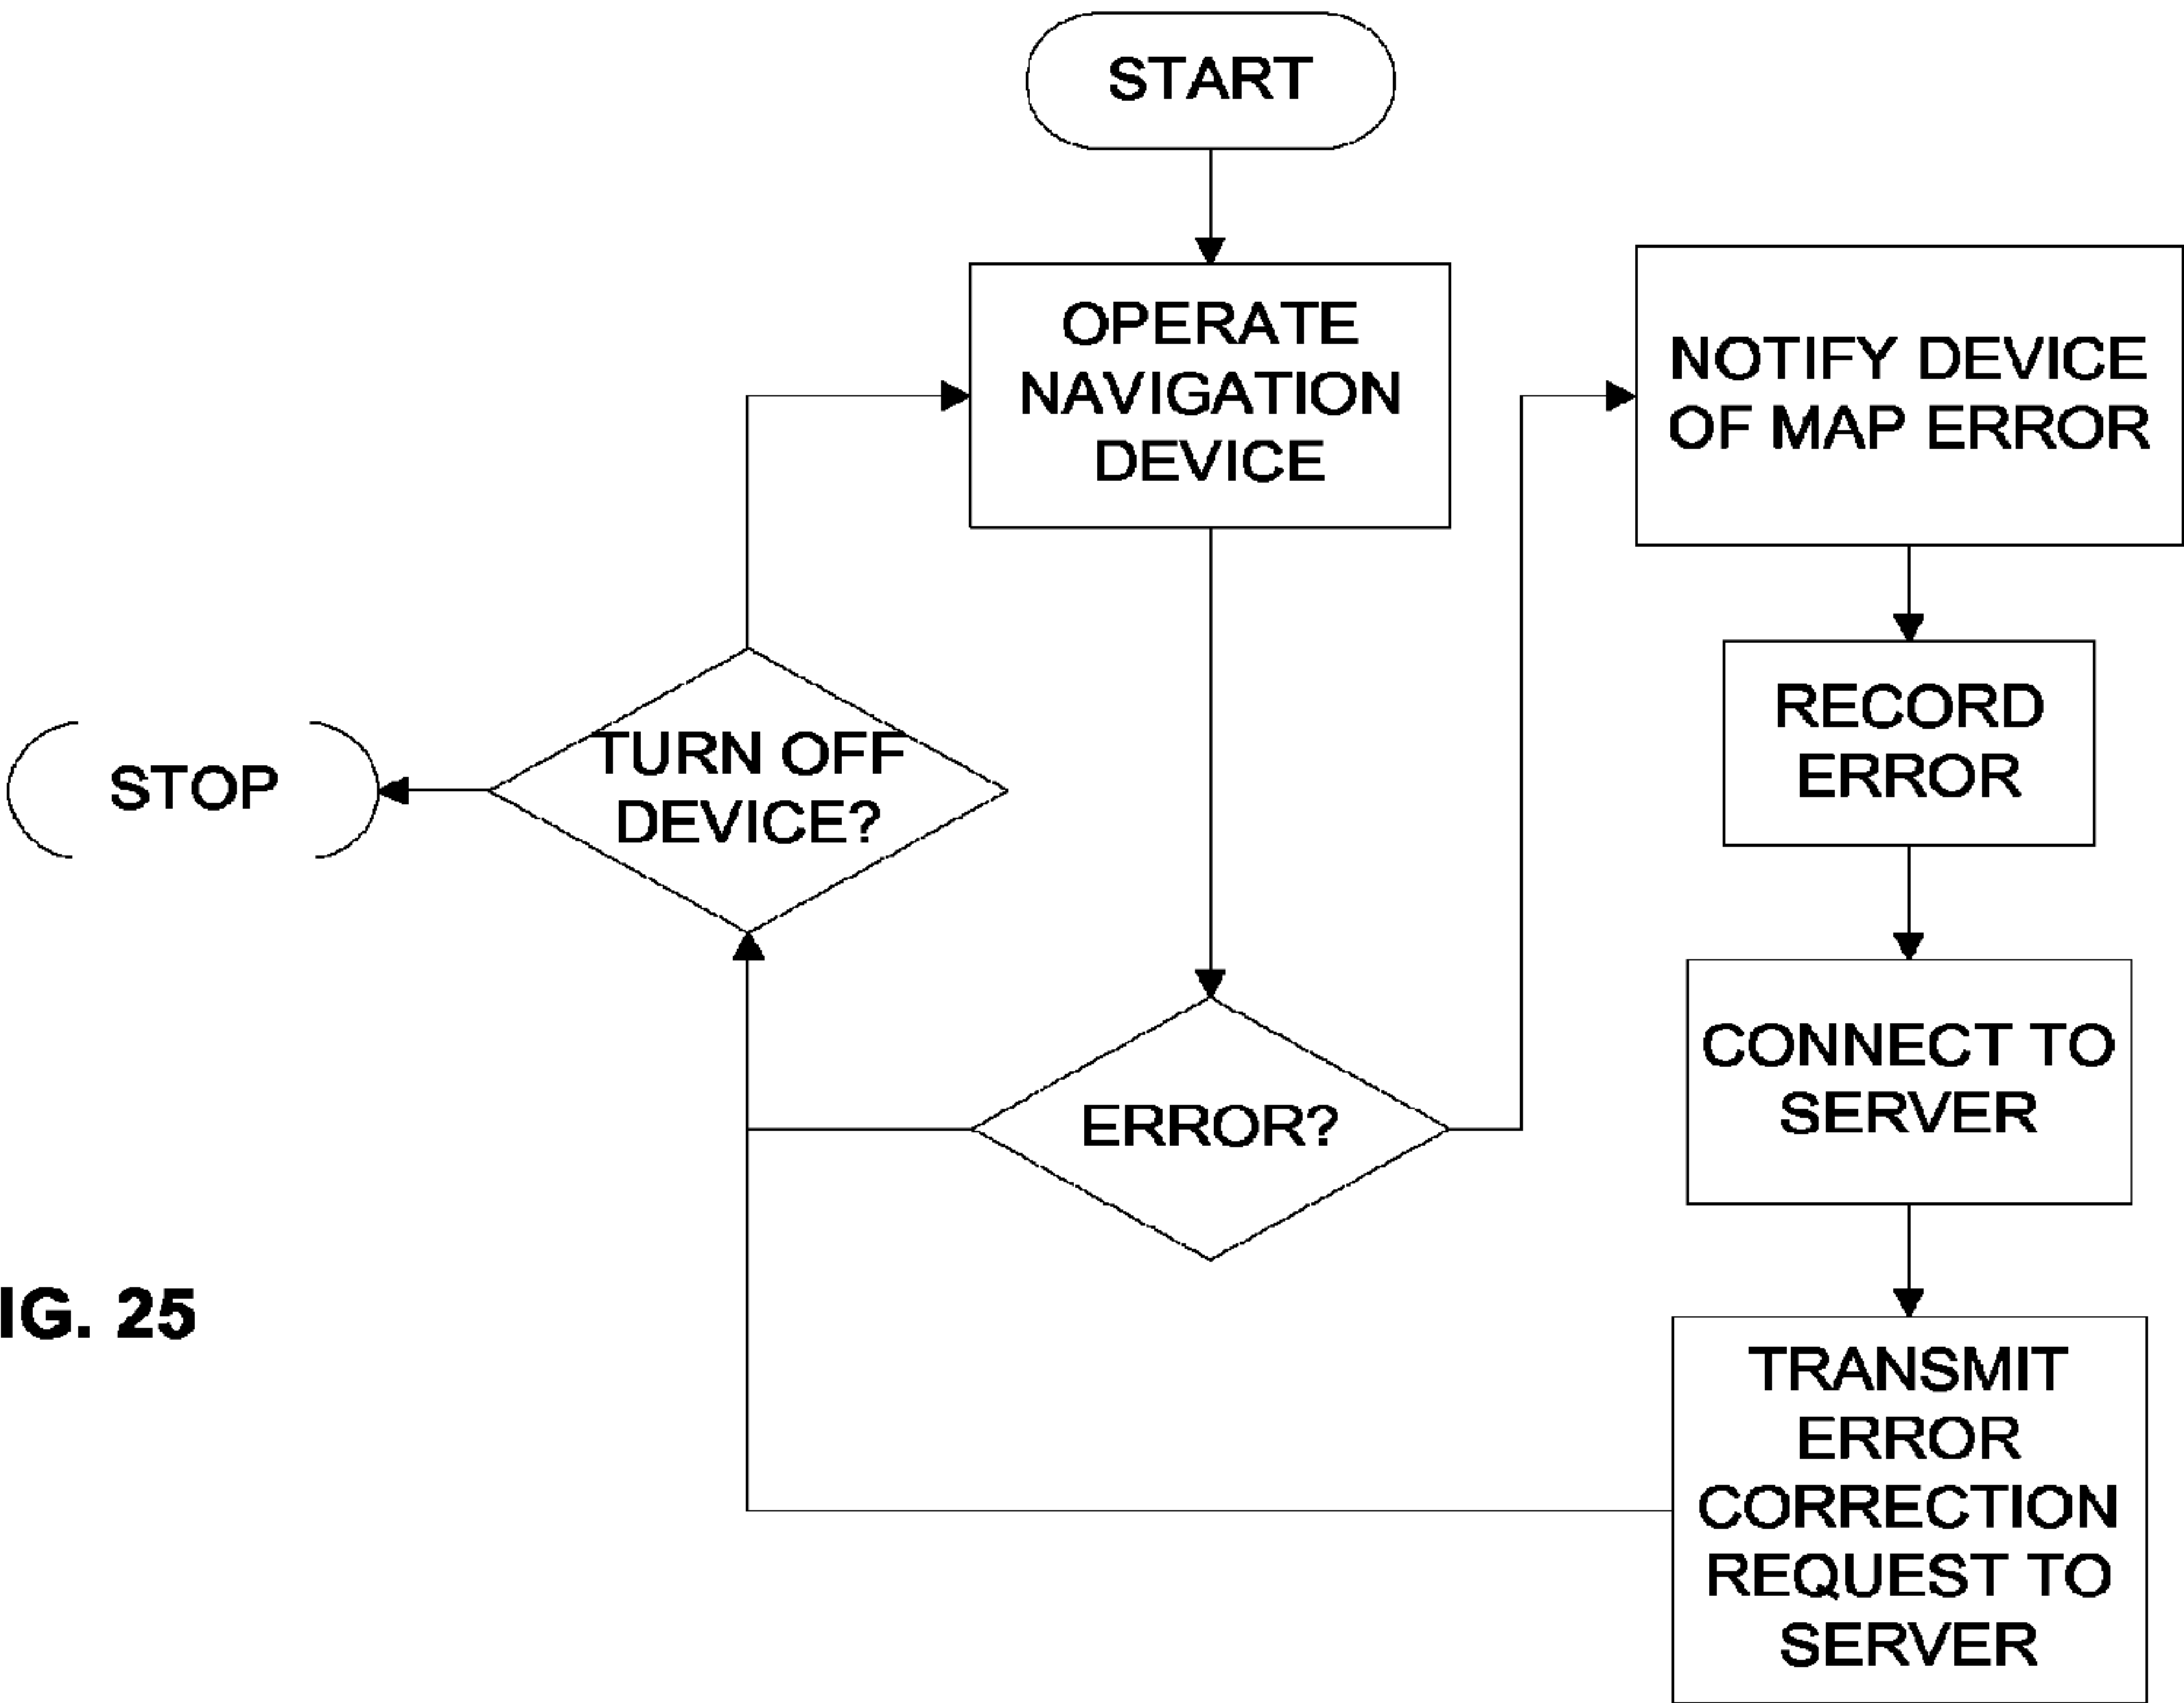 START
OPERATE
NAVIGATION
DEVICE
NOTIFY DEVICE
OF MAP ERROR
RECORD
ERROR
TURN OFF
DEVICE?
STOP
CONNECT TO
SERVER
ERROR?
IG. 25
TRANSMIT
ERROR
CORRECTION
REQUEST TO
SERVER